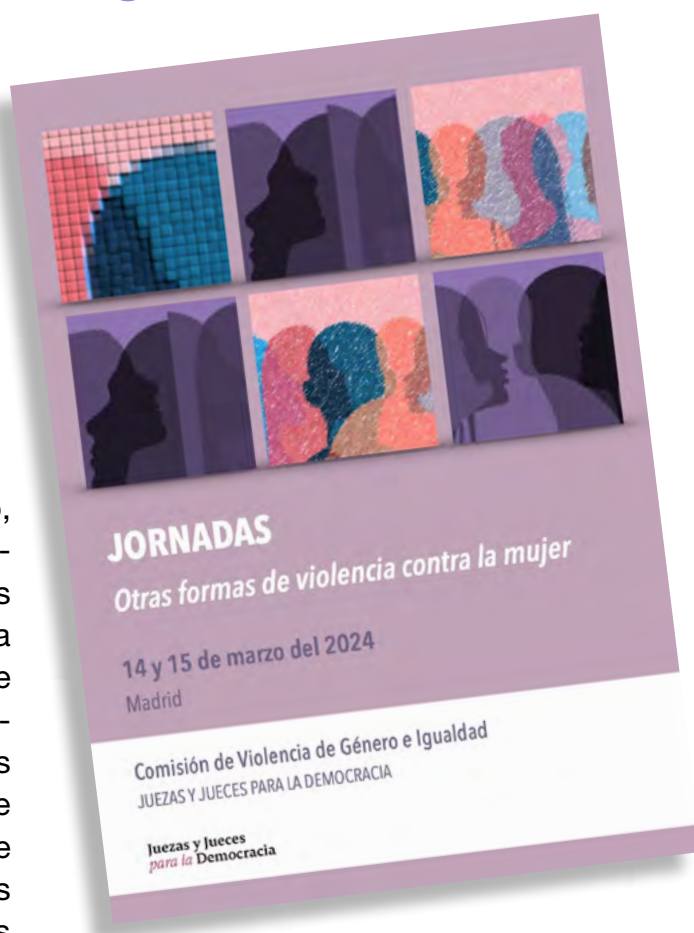 JORNADAS
Otras formas de violencia contra la mujer
14 y 15 de marzo del 2024
Madrid
Comisión de Violencia de Género e Igualdad
JUEZAS Y JUECES PARA LA DEMOCRACIA
Juezas y Jueces
para la Democracia